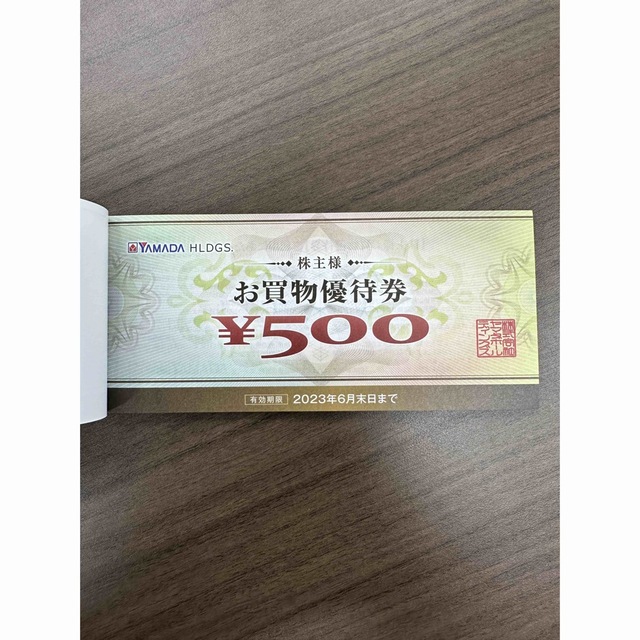 YAMADA HLDGS.
株主様
お買物優待券
¥500
有効期限 2023年6月末日まで